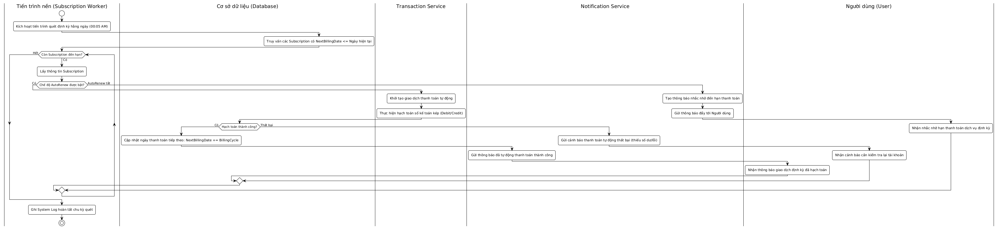 Tiến trình nền (Subscription Worker)
Cơ sở dữ liệu (Database)
Transaction Service
Notification Service
Người dùng (User)
Kích hoạt tiến trình quét định kỳ hằng ngày (00:05 AM)
Truy vấn các Subscription có NextBillingDate <= Ngày hiện tại
Hết
Còn Subscription đến hạn?
Có
Lấy thông tin Subscription
Có
Chế độ AutoRenew được bật?
AutoRenew tắt
Khởi tạo giao dịch thanh toán tự động
Tạo thông báo nhắc nhở đến hạn thanh toán
Thực hiện hạch toán sổ kế toán kép (Debit/Credit)
Gửi thông báo đẩy tới Người dùng
Có
Hạch toán thành công?
Thất bại
Nhận nhắc nhở hạn thanh toán dịch vụ định kỳ
Cập nhật ngày thanh toán tiếp theo: NextBillingDate += BillingCycle
Gửi cảnh báo thanh toán tự động thất bại (thiếu số dư/lỗi)
Gửi thông báo đã tự động thanh toán thành công
Nhận cảnh báo cần kiểm tra lại tài khoản
Nhận thông báo giao dịch định kỳ đã hạch toán
Ghi System Log hoàn tất chu kỳ quét